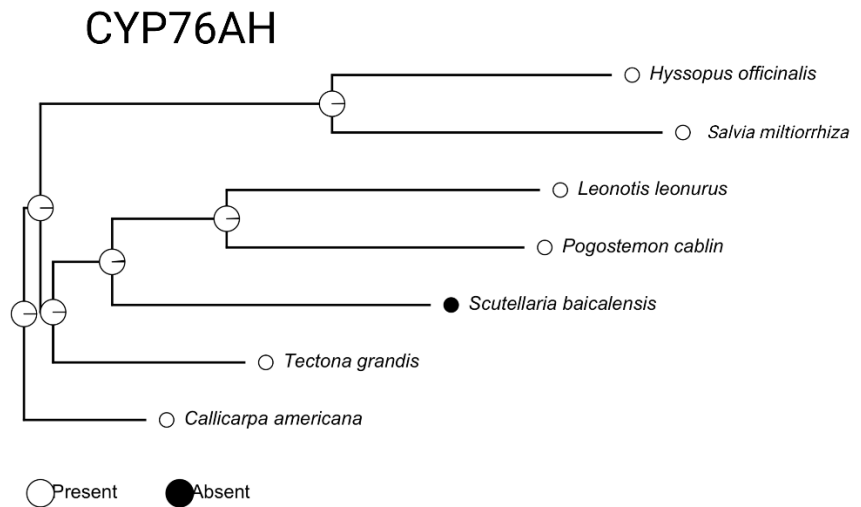 CYP76AH
Hyssopus officinalis
Salvia miltiorrhiza
Leonotis leonurus
Pogostemon cablin
Scutellaria baicalensis
Tectona grandis
Callicarpa americana
Present Absent